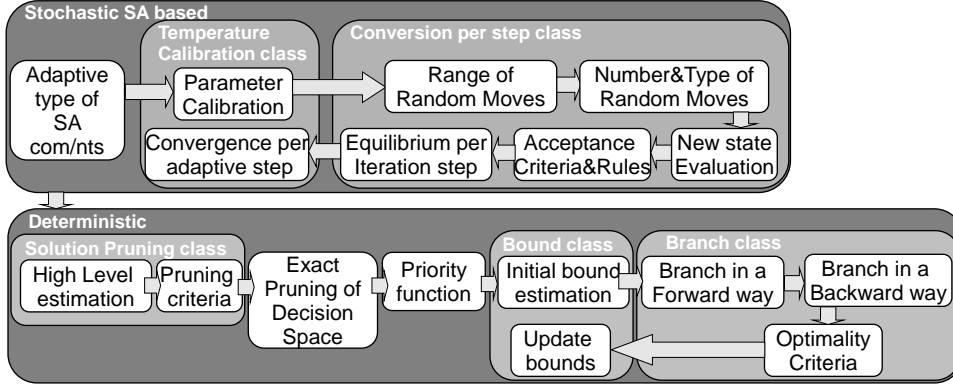 Stochastic SA based
Temperature
Calibration class
Conversion per step class
Adaptive
type of
SA
com/nts
Parameter
Calibration
Range of
Random Moves
Number&Type of
Random Moves
New state
Evaluation
Acceptance
Criteria&Rules
Equilibrium per
Iteration step
Convergence per
adaptive step
Deterministic
Solution Pruning class
High Level
estimation
Pruning
criteria
Exact
Pruning of
Decision
Space
Priority
function
Bound class
Initial bound
estimation
Branch class
Branch in a
Forward way
Branch in a
Backward way
Optimality
Criteria
Update
bounds